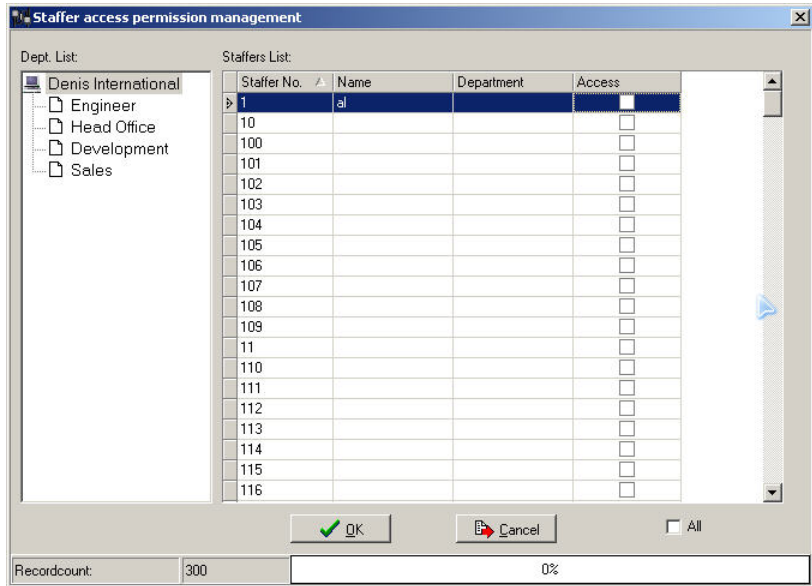 Staffer access permission management
Dept. List:
Staffers List:
Denis International
Engineer
Head Office
Development
Sales
Staffer No. Name Department Access
1 al
10
100
101
102
103
104
105
106
107
108
109
11
110
111
112
113
114
115
116
OK Cancel All
Recordcount: 300 0%